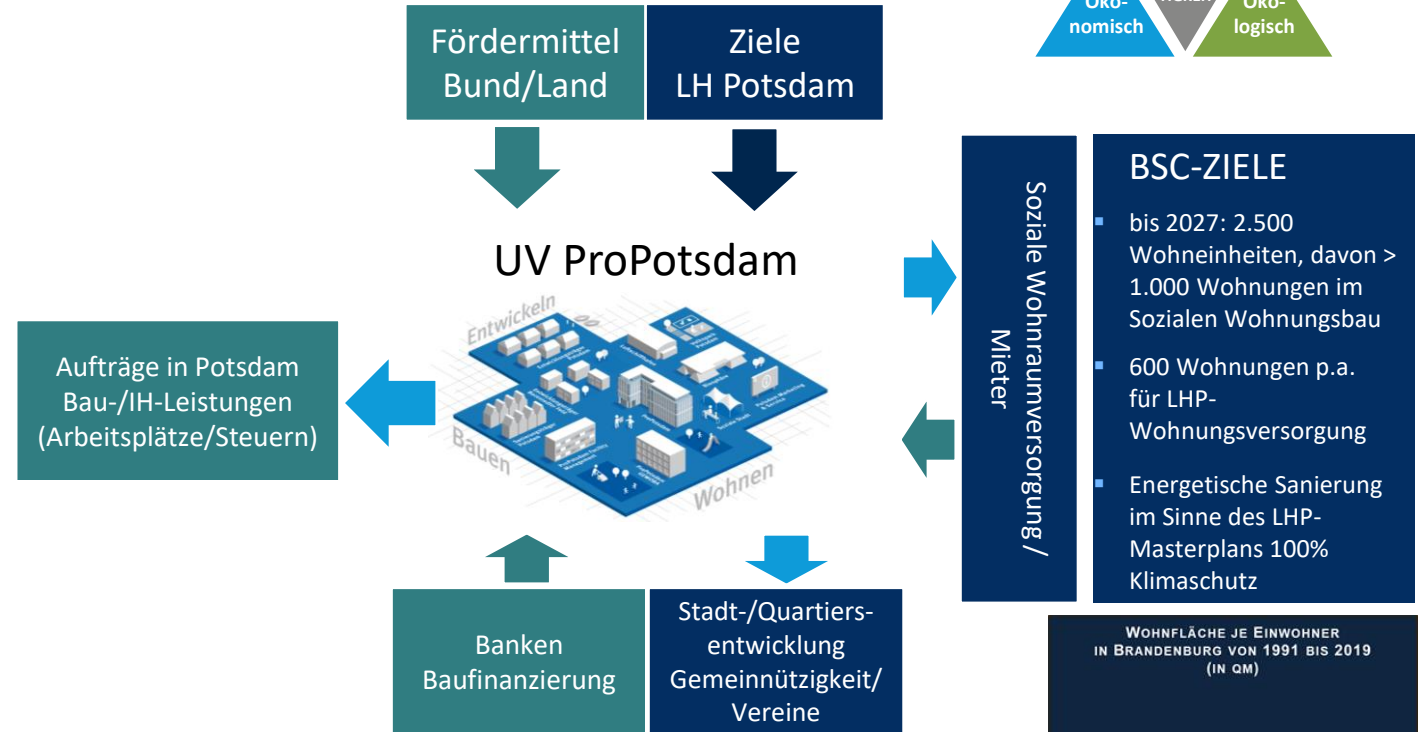 Öko-
nomisch
Öko-
logisch
Fördermittel
Bund/Land
Ziele
LH Potsdam
UV ProPotsdam
Entwickeln
Bauen
Wohnen
Aufträge in Potsdam
Bau-/IH-Leistungen
(Arbeitsplätze/Steuern)
Soziale Wohnraumversorgung /
Mieter
BSC-ZIELE
▪ bis 2027: 2.500
Wohneinheiten, davon >
1.000 Wohnungen im
Sozialen Wohnungsbau
▪ 600 Wohnungen p.a.
für LHP-
Wohnungsversorgung
▪ Energetische Sanierung
im Sinne des LHP-
Masterplans 100%
Klimaschutz
Banken
Baufinanzierung
Stadt-/Quartiers-
entwicklung
Gemeinnützigkeit/
Vereine
WOHNFLÄCHE JE EINWOHNER
IN BRANDENBURG VON 1991 BIS 2019
(IN QM)